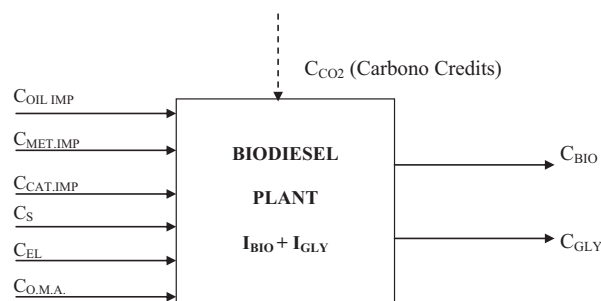 C_CO2 (Carbono Credits)
C_OIL IMP
C_MET.IMP
C_CAT.IMP
C_S
C_EL
C_O.M.A.
BIODIESEL
PLANT
I_BIO + I_GLY
C_BIO
C_GLY